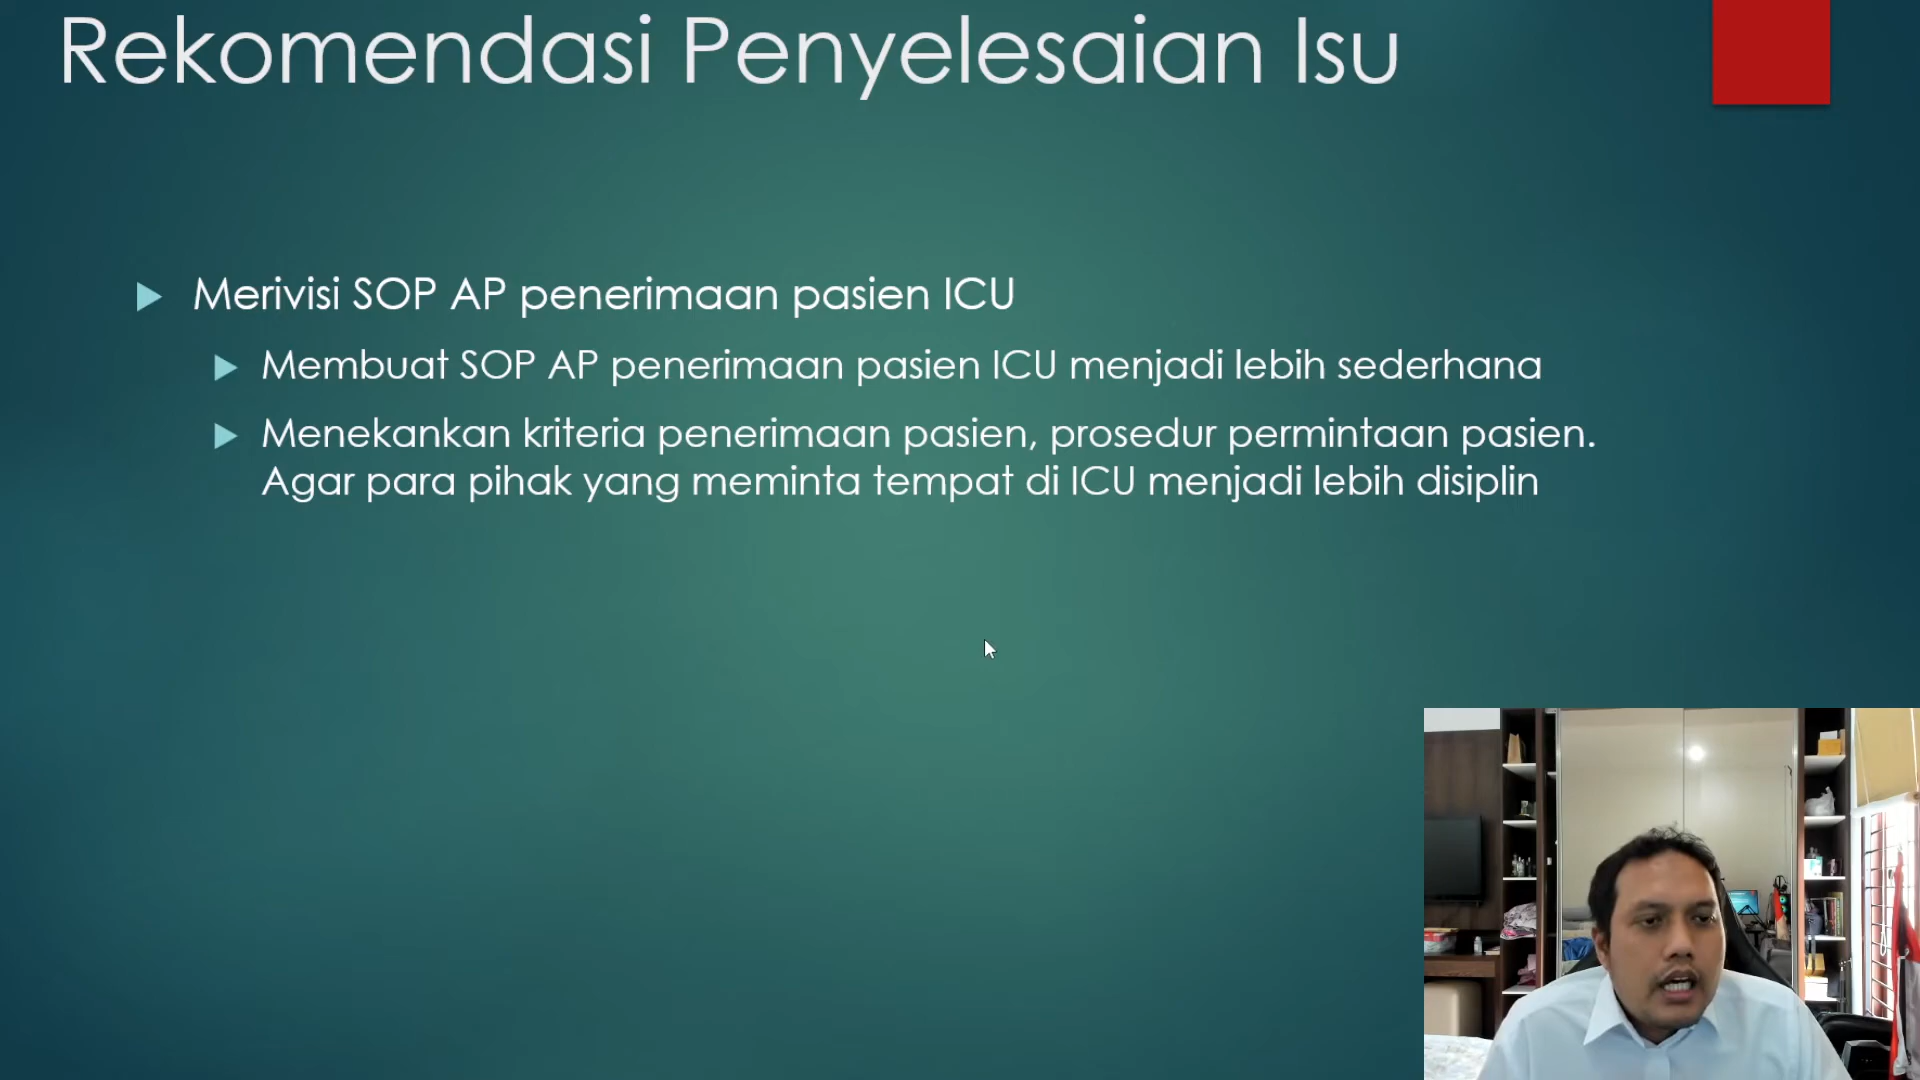 Rekomendasi Penyelesaian Isu
Merivisi SOP AP penerimaan pasien ICU
Membuat SOP AP penerimaan pasien ICU menjadi lebih sederhana
Menekankan kriteria penerimaan pasien, prosedur permintaan pasien.
Agar para pihak yang meminta tempat di ICU menjadi lebih disiplin